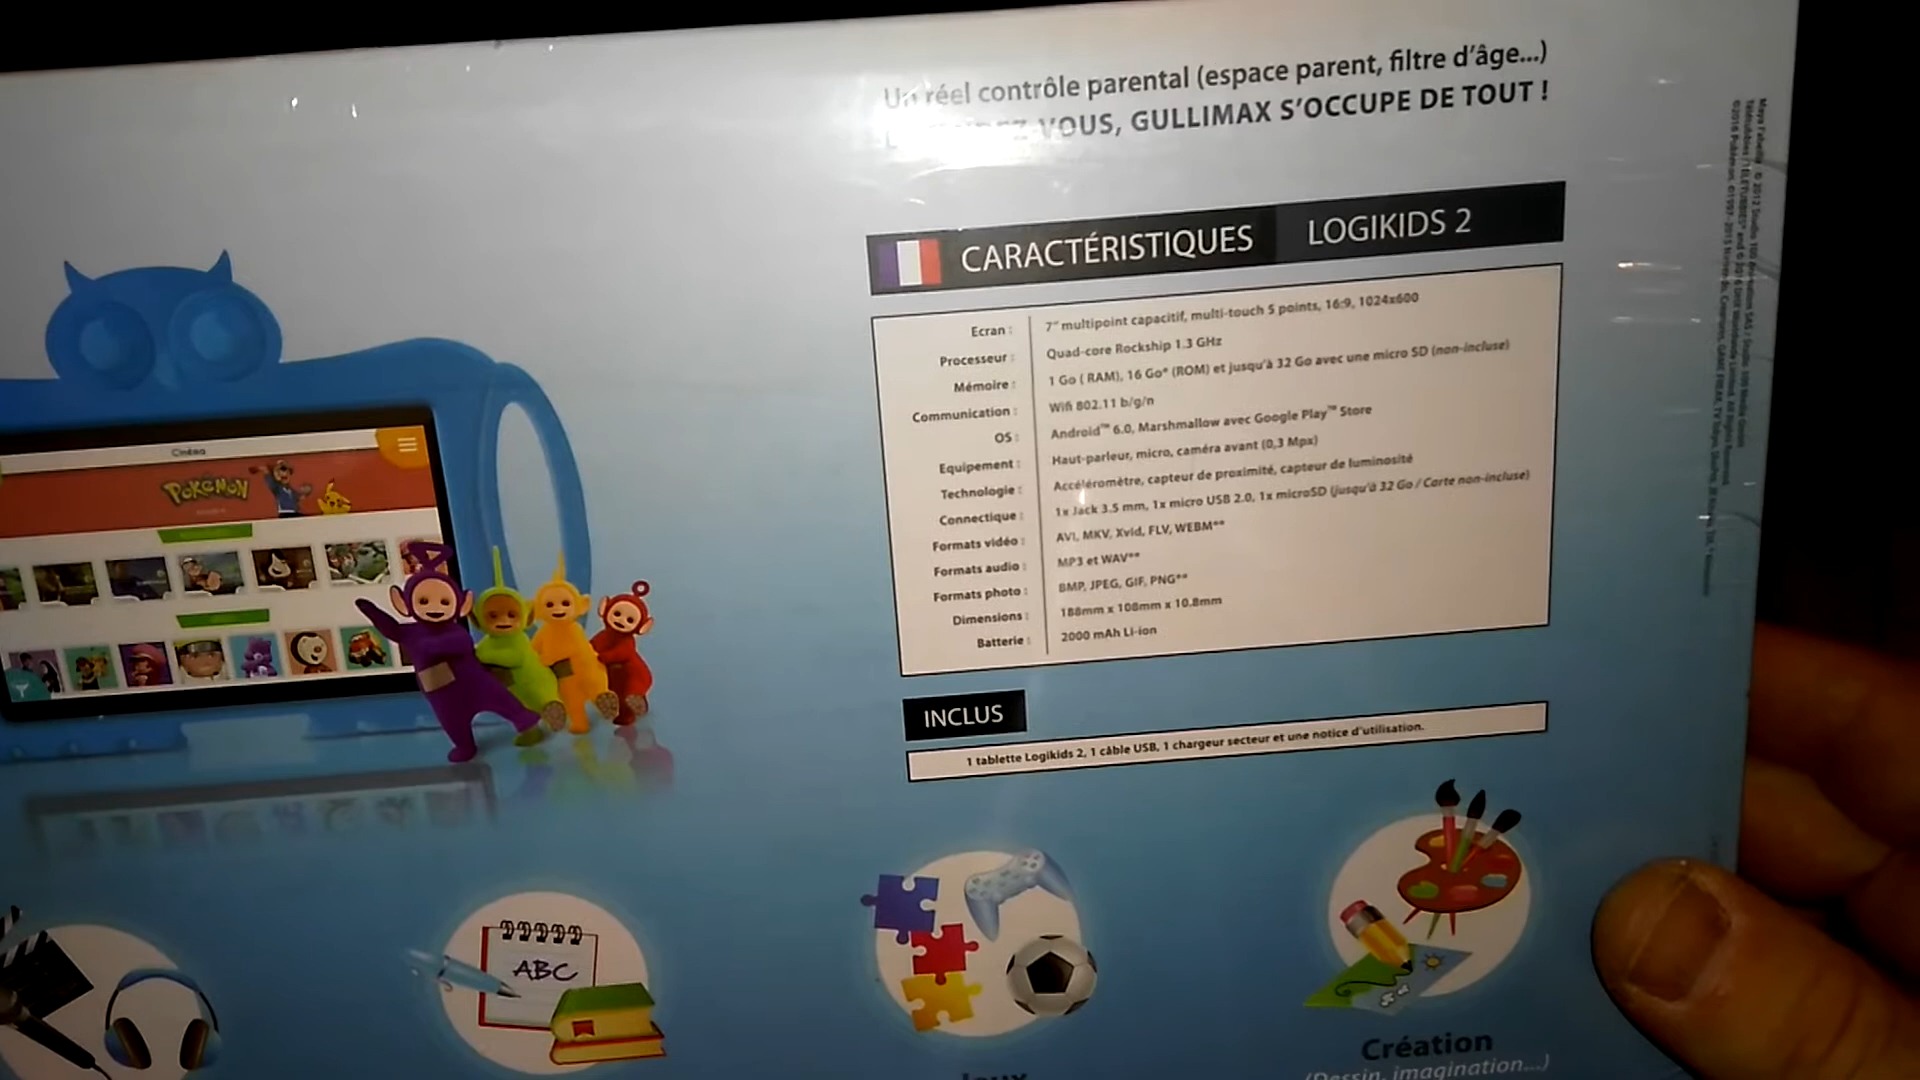 Un réel contrôle parental (espace parent, filtre d'âge...)
VOUS, GULLIMAX S'OCCUPE DE TOUT !
CARACTÉRISTIQUES LOGIKIDS 2
Ecran : 7" multipoint capacitif, multi-touch 5 points, 16:9, 1024x600
Processeur : Quad-core Rockship 1.3 GHz
Mémoire : 1 Go ( RAM), 16 Go* (ROM) et jusqu'à 32 Go avec une micro SD (non-incluse)
Communication : Wifi 802.11 b/g/n
OS : Android™ 6.0, Marshmallow avec Google Play™ Store
Equipement : Haut-parleur, micro, caméra avant (0,3 Mpx)
Technologie : Accéléromètre, capteur de proximité, capteur de luminosité
Connectique : 1x Jack 3.5 mm, 1x micro USB 2.0, 1x microSD (jusqu'à 32 Go / Carte non-incluse)
Formats vidéo : AVI, MKV, Xvid, FLV, WEBM**
Formats audio : MP3 et WAV**
Formats photo : BMP, JPEG, GIF, PNG**
Dimensions : 188mm x 108mm x 10.8mm
Batterie : 2000 mAh Li-ion
INCLUS
1 tablette Logikids 2, 1 câble USB, 1 chargeur secteur et une notice d'utilisation.
Cinéma
POKÉMON
ABC
Jeux
Création
(Dessin, imagination...)